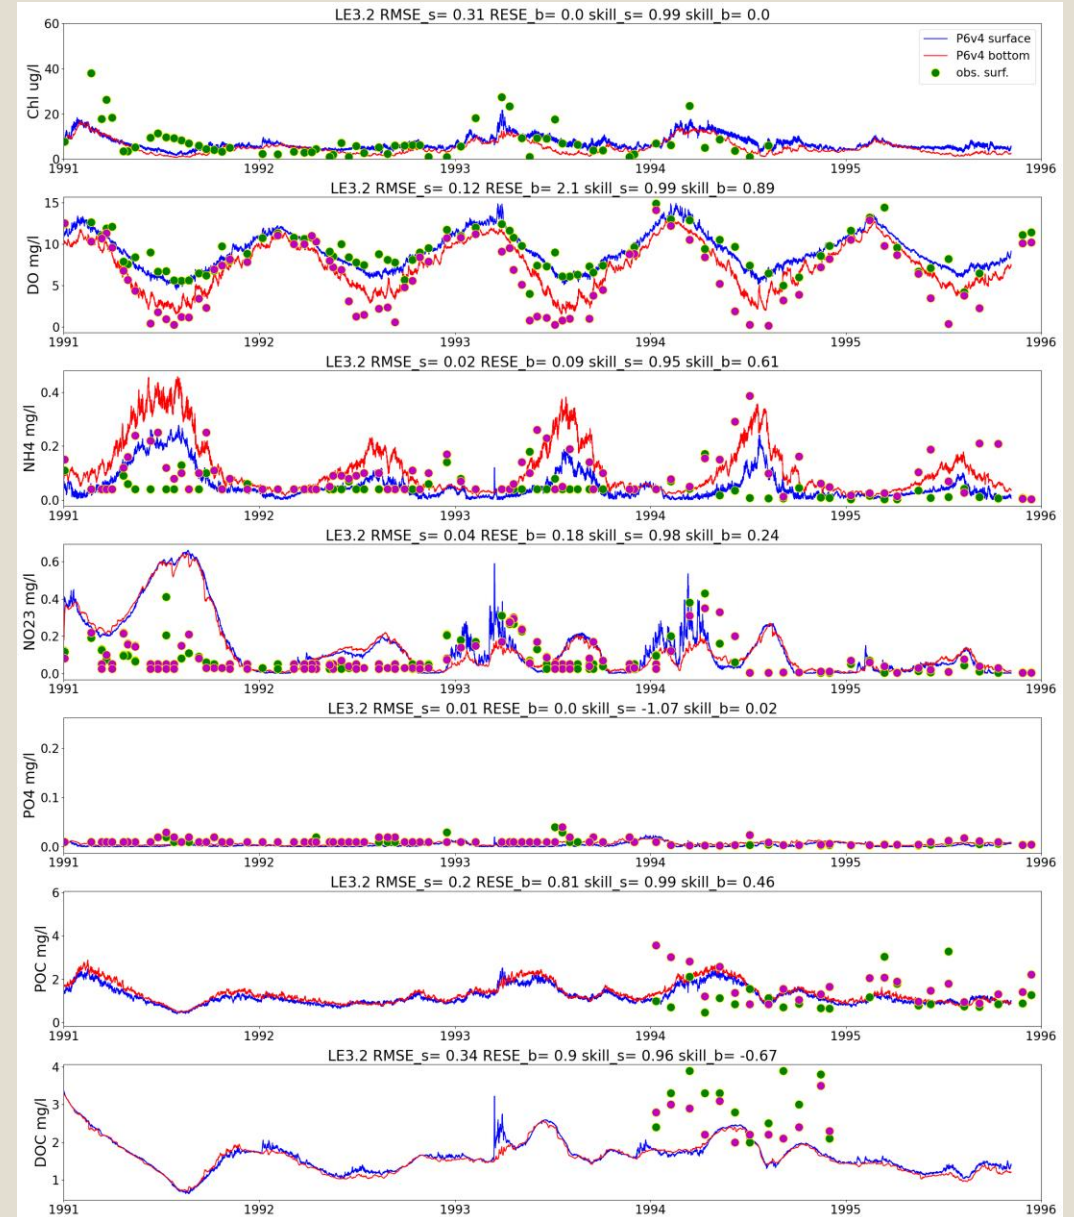 LE3.2 RMSE_s= 0.31 RESE_b= 0.0 skill_s= 0.99 skill_b= 0.0
60
40
20
0
Chl ug/l
P6v4 surface
P6v4 bottom
obs. surf.
1991 1992 1993 1994 1995 1996
LE3.2 RMSE_s= 0.12 RESE_b= 2.1 skill_s= 0.99 skill_b= 0.89
15
10
5
0
DO mg/l
1991 1992 1993 1994 1995 1996
LE3.2 RMSE_s= 0.02 RESE_b= 0.09 skill_s= 0.95 skill_b= 0.61
0.4
0.2
0.0
NH4 mg/l
1991 1992 1993 1994 1995 1996
LE3.2 RMSE_s= 0.04 RESE_b= 0.18 skill_s= 0.98 skill_b= 0.24
0.6
0.4
0.2
0.0
NO23 mg/l
1991 1992 1993 1994 1995 1996
LE3.2 RMSE_s= 0.01 RESE_b= 0.0 skill_s= -1.07 skill_b= 0.02
0.2
0.1
0.0
PO4 mg/l
1991 1992 1993 1994 1995 1996
LE3.2 RMSE_s= 0.2 RESE_b= 0.81 skill_s= 0.99 skill_b= 0.46
6
4
2
0
POC mg/l
1991 1992 1993 1994 1995 1996
LE3.2 RMSE_s= 0.34 RESE_b= 0.9 skill_s= 0.96 skill_b= -0.67
4
3
2
1
DOC mg/l
1991 1992 1993 1994 1995 1996